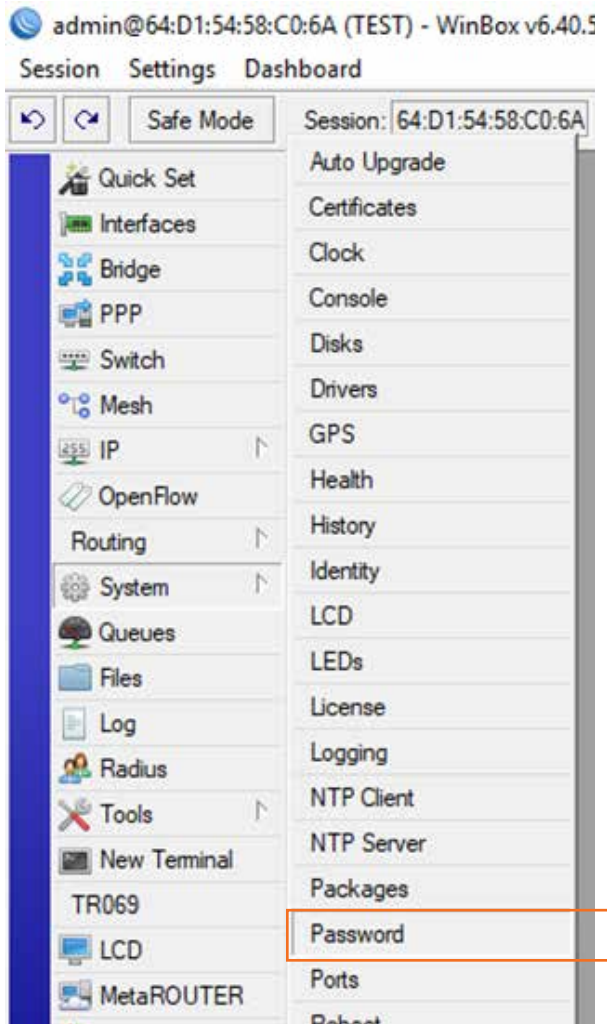 admin@64:D1:54:58:C0:6A (TEST) - WinBox v6.40.5
Session Settings Dashboard
Safe Mode Session: 64:D1:54:58:C0:6A
Quick Set
Interfaces
Bridge
PPP
Switch
Mesh
IP
OpenFlow
Routing
System
Queues
Files
Log
Radius
Tools
New Terminal
TR069
LCD
MetaROUTER
Auto Upgrade
Certificates
Clock
Console
Disks
Drivers
GPS
Health
History
Identity
LCD
LEDs
License
Logging
NTP Client
NTP Server
Packages
Password
Ports
Reboot